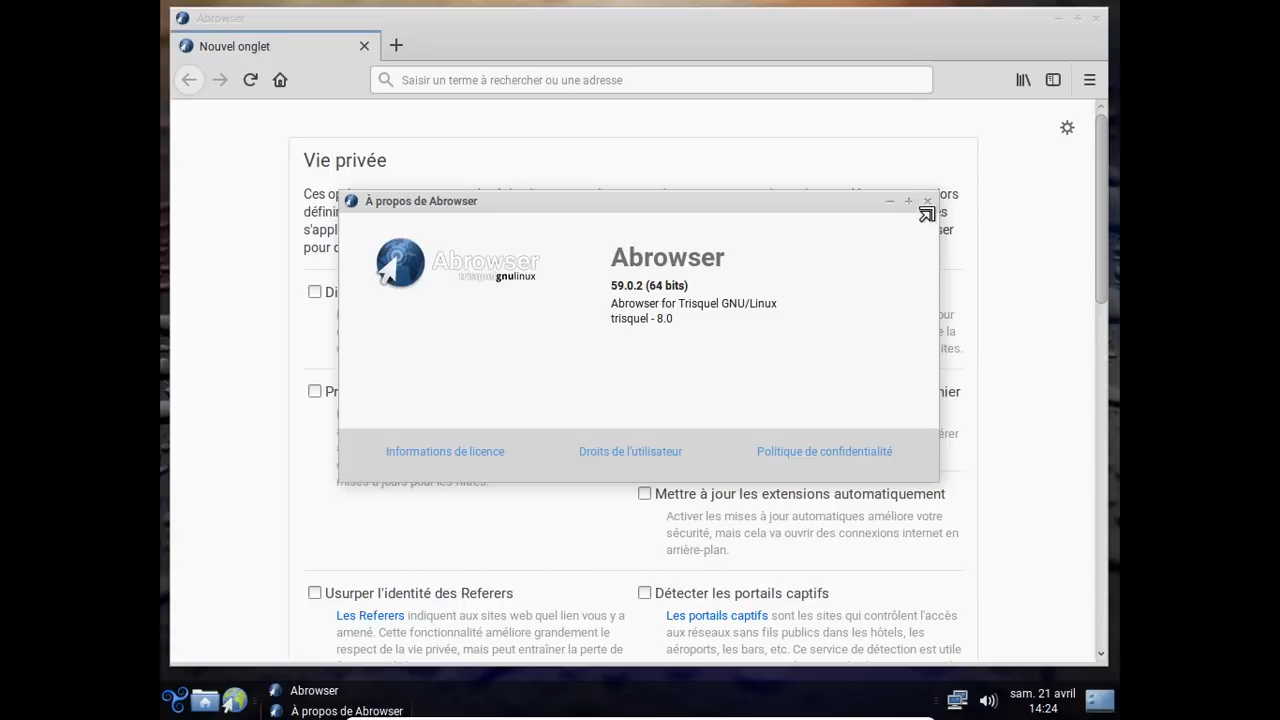 Abrowser
Nouvel onglet
Saisir un terme à rechercher ou une adresse
Vie privée
Ces
définir
s'appl
pour
À propos de Abrowser
Abrowser
trisquel gnulinux
Abrowser
59.0.2 (64 bits)
Abrowser for Trisquel GNU/Linux
trisquel - 8.0
Informations de licence
Droits de l'utilisateur
Politique de confidentialité
mises à jours pour les filtres.
Mettre à jour les extensions automatiquement
Activer les mises à jour automatiques améliore votre
sécurité, mais cela va ouvrir des connexions internet en
arrière-plan.
Usurper l'identité des Referers
Les Referers indiquent aux sites web quel lien vous y a
amené. Cette fonctionnalité améliore grandement le
respect de la vie privée, mais peut entraîner la perte de
Détecter les portails captifs
Les portails captifs sont les sites qui contrôlent l'accès
aux réseaux sans fils publics dans les hôtels, les
aéroports, les bars, etc. Ce service de détection est utile
Abrowser
À propos de Abrowser
sam. 21 avril
14:24